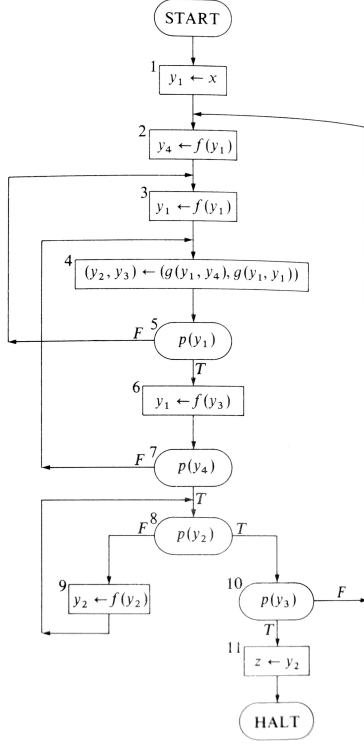 START
1
y₁ ← x
2
y₄ ← f(y₁)
3
y₁ ← f(y₁)
4
(y₂, y₃) ← (g(y₁, y₄), g(y₁, y₁))
F 5
p(y₁)
T
6
y₁ ← f(y₃)
F 7
p(y₄)
T
F 8 T
p(y₂)
9
y₂ ← f(y₂)
10
p(y₃)
F
T
11
z ← y₂
HALT